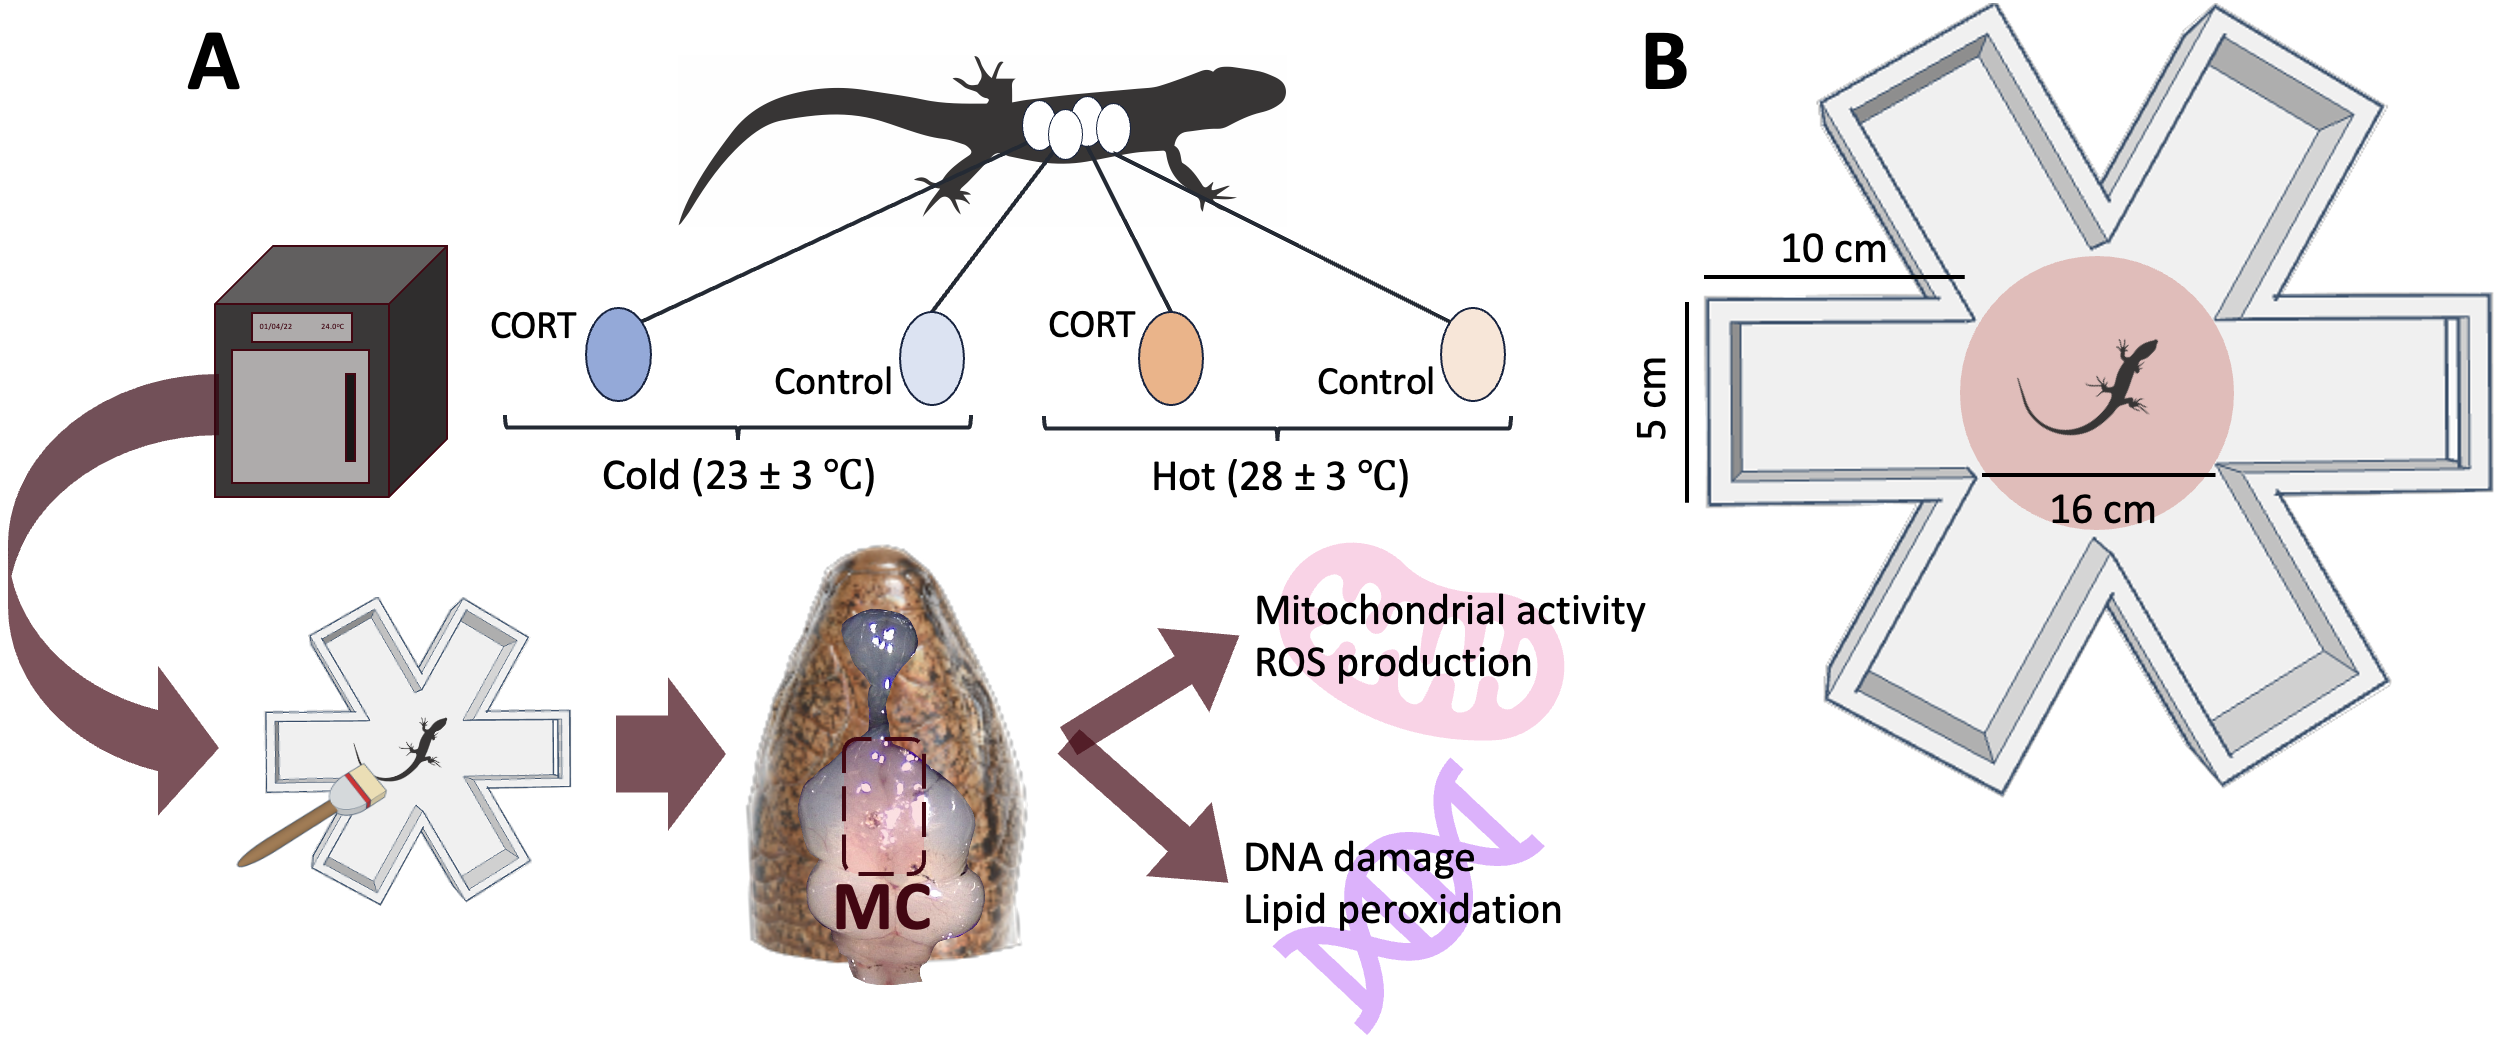 A
B
CORT
Control
CORT
Control
Cold (23 ± 3 °C)
Hot (28 ± 3 °C)
01/04/22 24.0ºC
10 cm
5 cm
16 cm
MC
Mitochondrial activity
ROS production
DNA damage
Lipid peroxidation